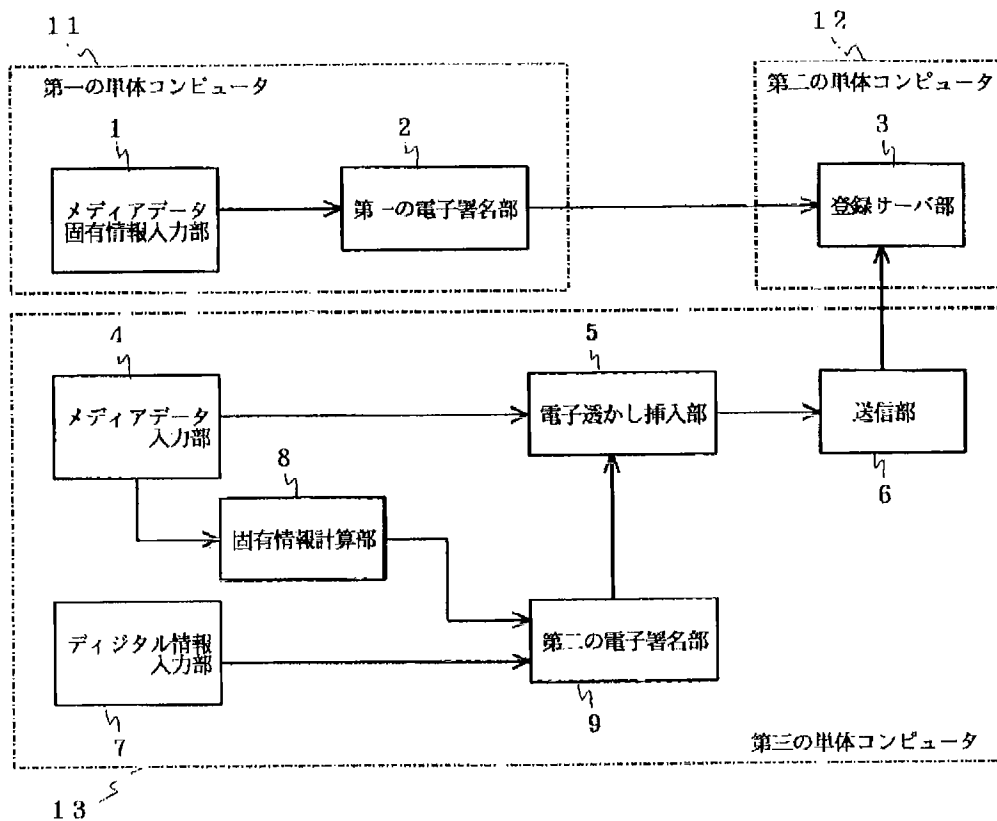 11
12
第一の単体コンピュータ
第二の単体コンピュータ
1
2
3
メディアデータ
固有情報入力部
第一の電子署名部
登録サーバ部
4
5
メディアデータ
入力部
電子透かし挿入部
送信部
8
6
固有情報計算部
ディジタル情報
入力部
第二の電子署名部
7
9
第三の単体コンピュータ
13